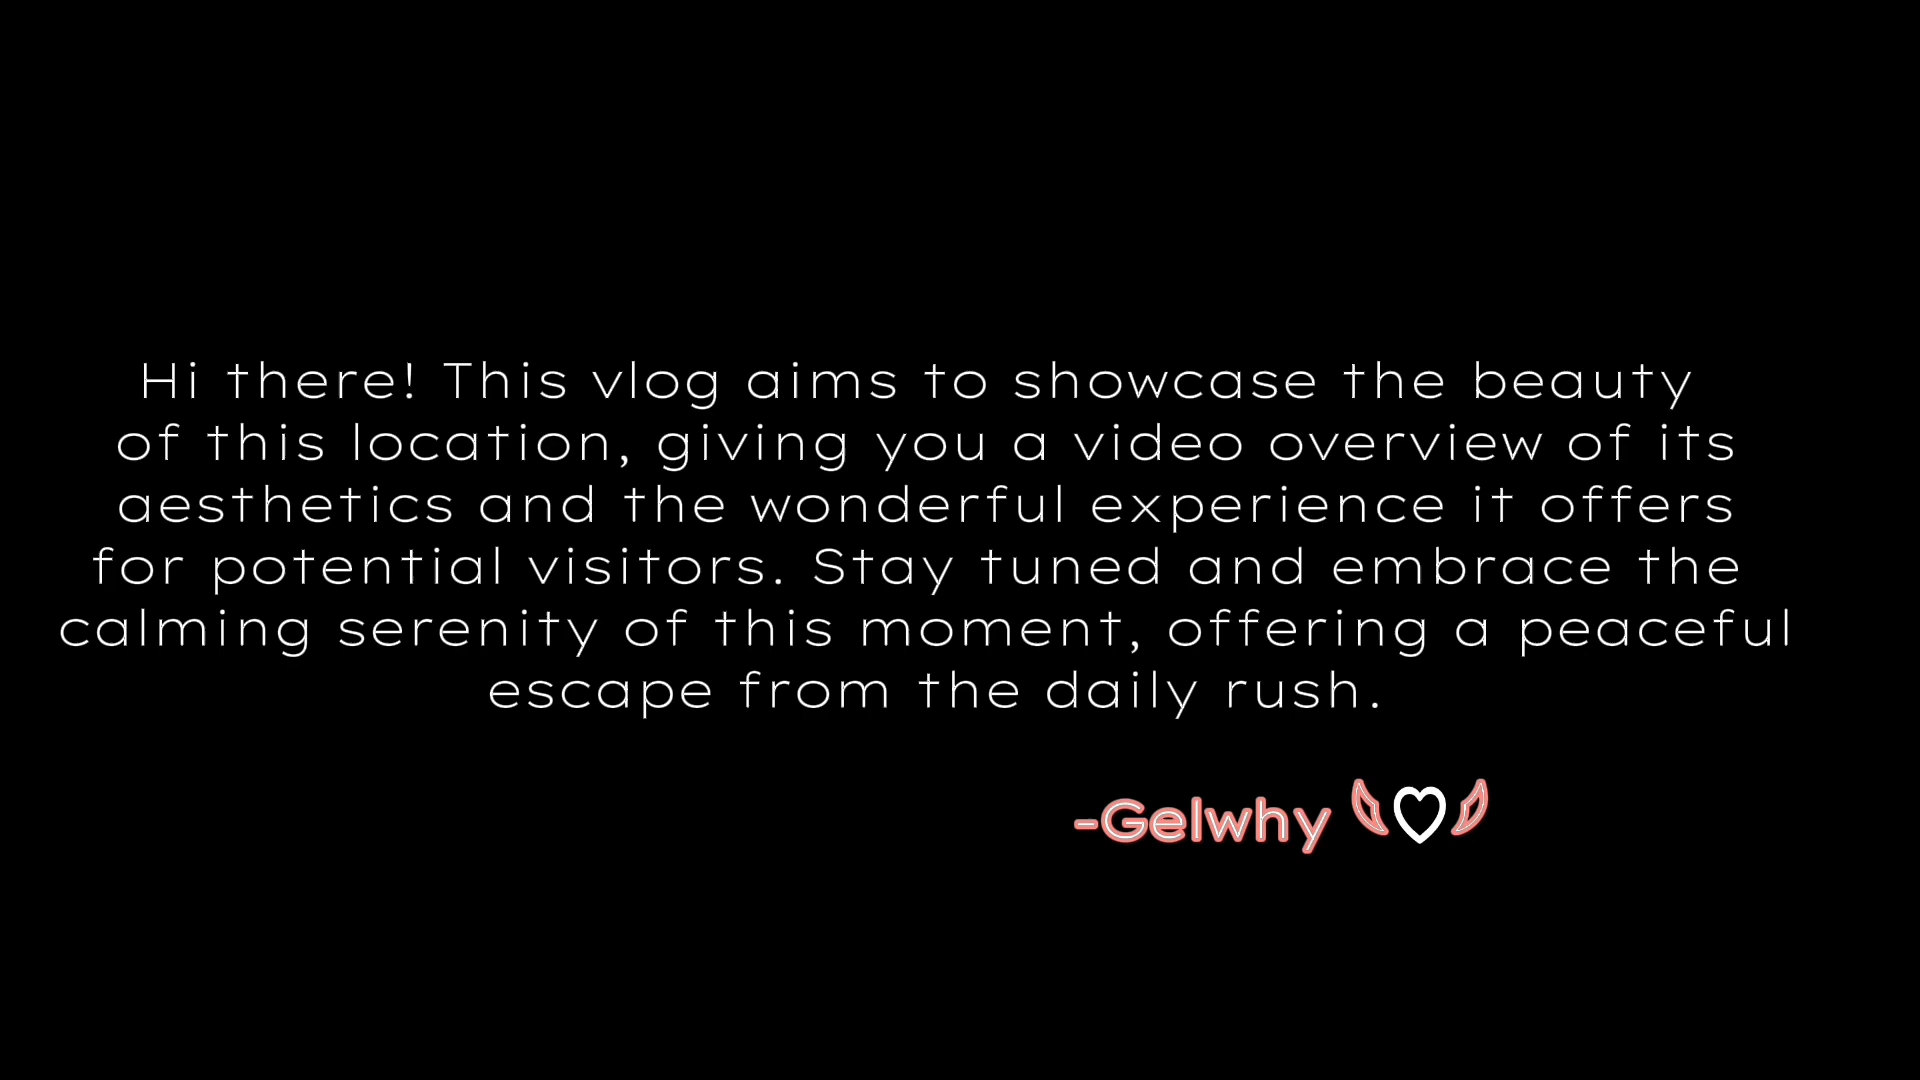 Hi there! This vlog aims to showcase the beauty
of this location, giving you a video overview of its
aesthetics and the wonderful experience it offers
for potential visitors. Stay tuned and embrace the
calming serenity of this moment, offering a peaceful
escape from the daily rush.
-Gelwhy